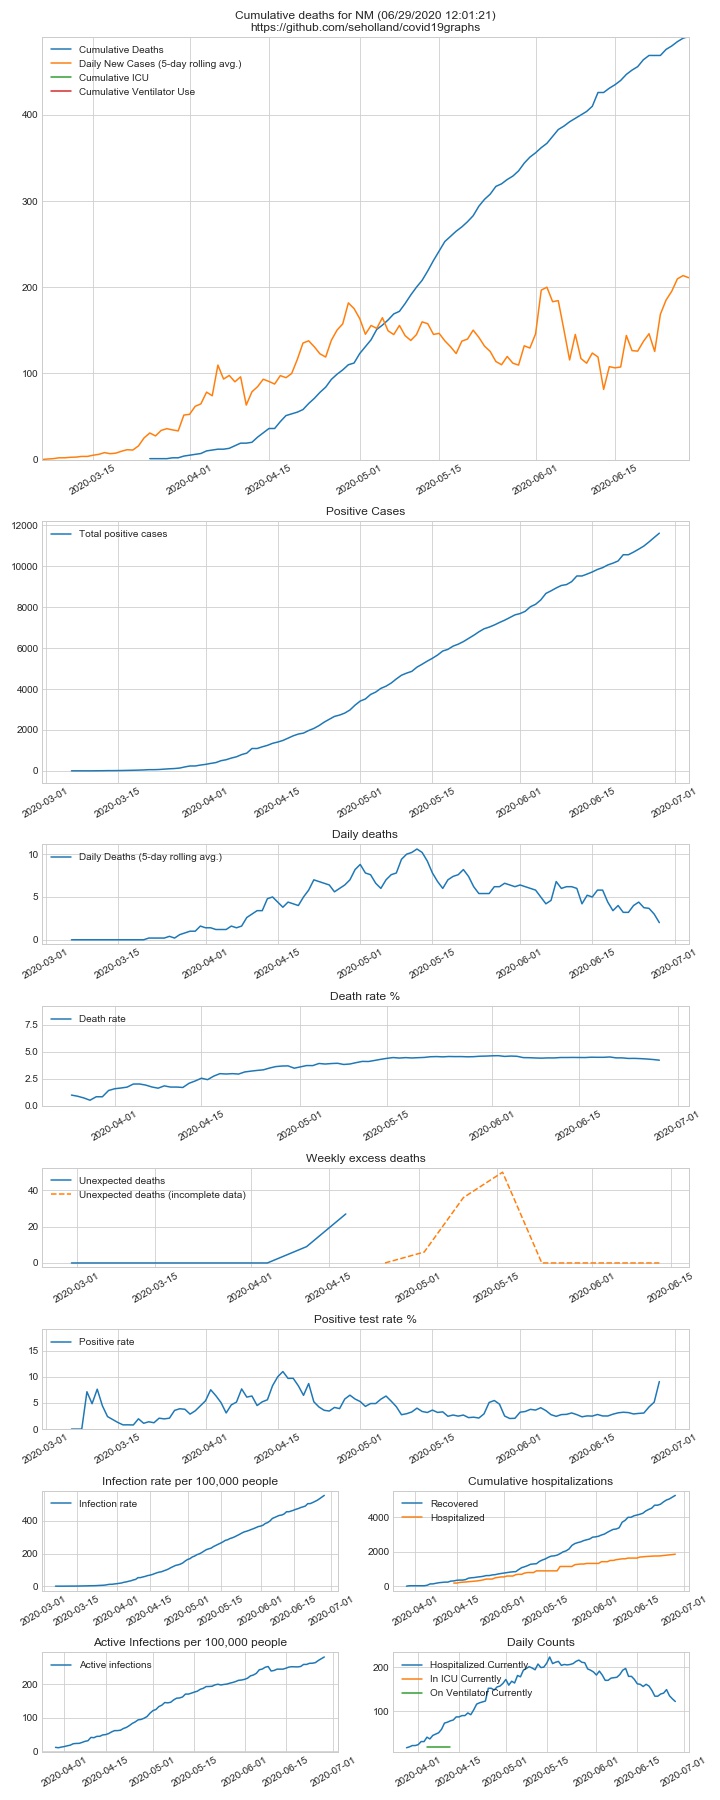 Cumulative deaths for NM (06/29/2020 12:01:21)
https://github.com/seholland/covid19graphs
Cumulative Deaths
Daily New Cases (5-day rolling avg.)
Cumulative ICU
Cumulative Ventilator Use
400
300
200
100
0
2020-03-15 2020-04-01 2020-04-15 2020-05-01 2020-05-15 2020-06-01 2020-06-15
Positive Cases
Total positive cases
12000
10000
8000
6000
4000
2000
0
2020-03-01 2020-03-15 2020-04-01 2020-04-15 2020-05-01 2020-05-15 2020-06-01 2020-06-15 2020-07-01
Daily deaths
Daily Deaths (5-day rolling avg.)
10
5
0
2020-03-01 2020-03-15 2020-04-01 2020-04-15 2020-05-01 2020-05-15 2020-06-01 2020-06-15 2020-07-01
Death rate %
Death rate
7.5
5.0
2.5
0.0
2020-04-01 2020-04-15 2020-05-01 2020-05-15 2020-06-01 2020-06-15 2020-07-01
Weekly excess deaths
Unexpected deaths
Unexpected deaths (incomplete data)
40
20
0
2020-03-01 2020-03-15 2020-04-01 2020-04-15 2020-05-01 2020-05-15 2020-06-01 2020-06-15
Positive test rate %
Positive rate
15
10
5
0
2020-03-01 2020-03-15 2020-04-01 2020-04-15 2020-05-01 2020-05-15 2020-06-01 2020-06-15 2020-07-01
Infection rate per 100,000 people
Infection rate
400
200
0
2020-03-01 2020-03-15 2020-04-01 2020-04-15 2020-05-01 2020-05-15 2020-06-01 2020-06-15 2020-07-01
Cumulative hospitalizations
Recovered
Hospitalized
4000
2000
0
2020-04-01 2020-04-15 2020-05-01 2020-05-15 2020-06-01 2020-06-15 2020-07-01
Active Infections per 100,000 people
Active infections
200
100
0
2020-04-01 2020-04-15 2020-05-01 2020-05-15 2020-06-01 2020-06-15 2020-07-01
Daily Counts
Hospitalized Currently
In ICU Currently
On Ventilator Currently
200
100
2020-04-01 2020-04-15 2020-05-01 2020-05-15 2020-06-01 2020-06-15 2020-07-01